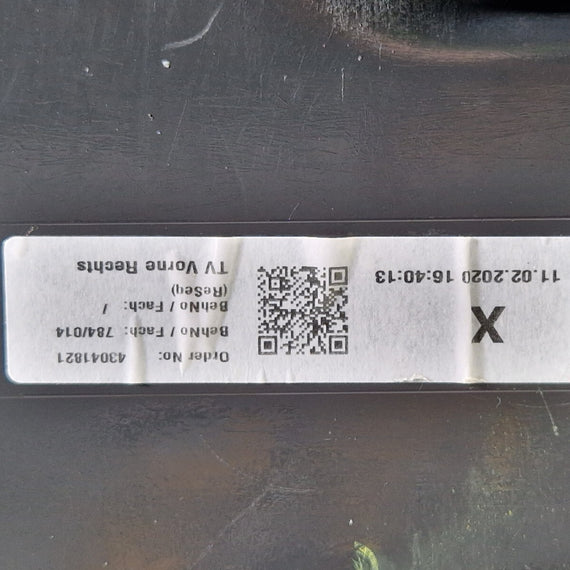 Order No: 43041821
BehNo / Fach: 784/014
BehNo / Fach: /
(ReSeq)
TV Vorne Rechts
X
11.02.2020 16:40:13